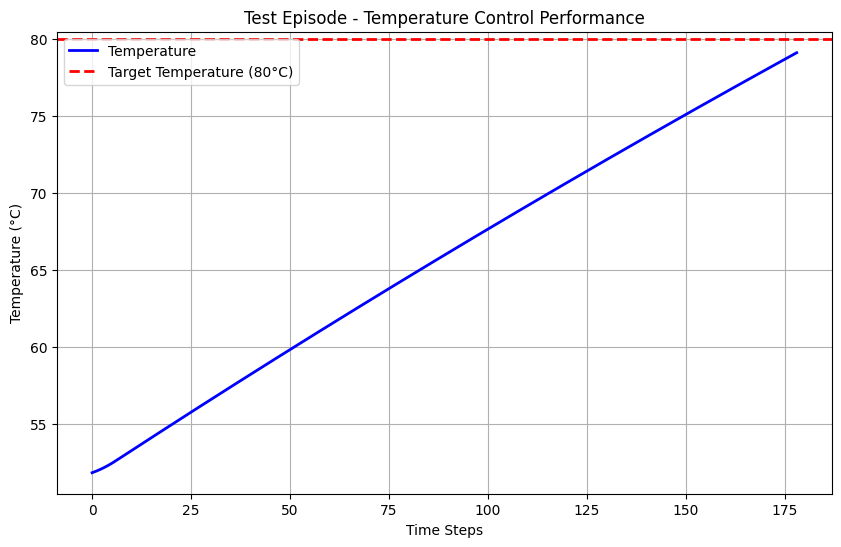 Test Episode - Temperature Control Performance
Temperature
Target Temperature (80°C)
Temperature (°C)
80
75
70
65
60
55
0
25
50
75
100
125
150
175
Time Steps